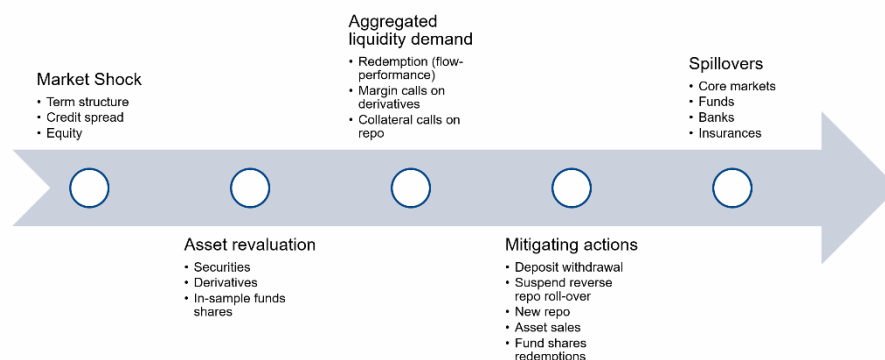 Market Shock
• Term structure
• Credit spread
• Equity
Asset revaluation
• Securities
• Derivatives
• In-sample funds
shares
Aggregated
liquidity demand
• Redemption (flow-
performance)
• Margin calls on
derivatives
• Collateral calls on
repo
Mitigating actions
• Deposit withdrawal
• Suspend reverse
repo roll-over
• New repo
• Asset sales
• Fund shares
redemptions
Spillovers
• Core markets
• Funds
• Banks
• Insurances